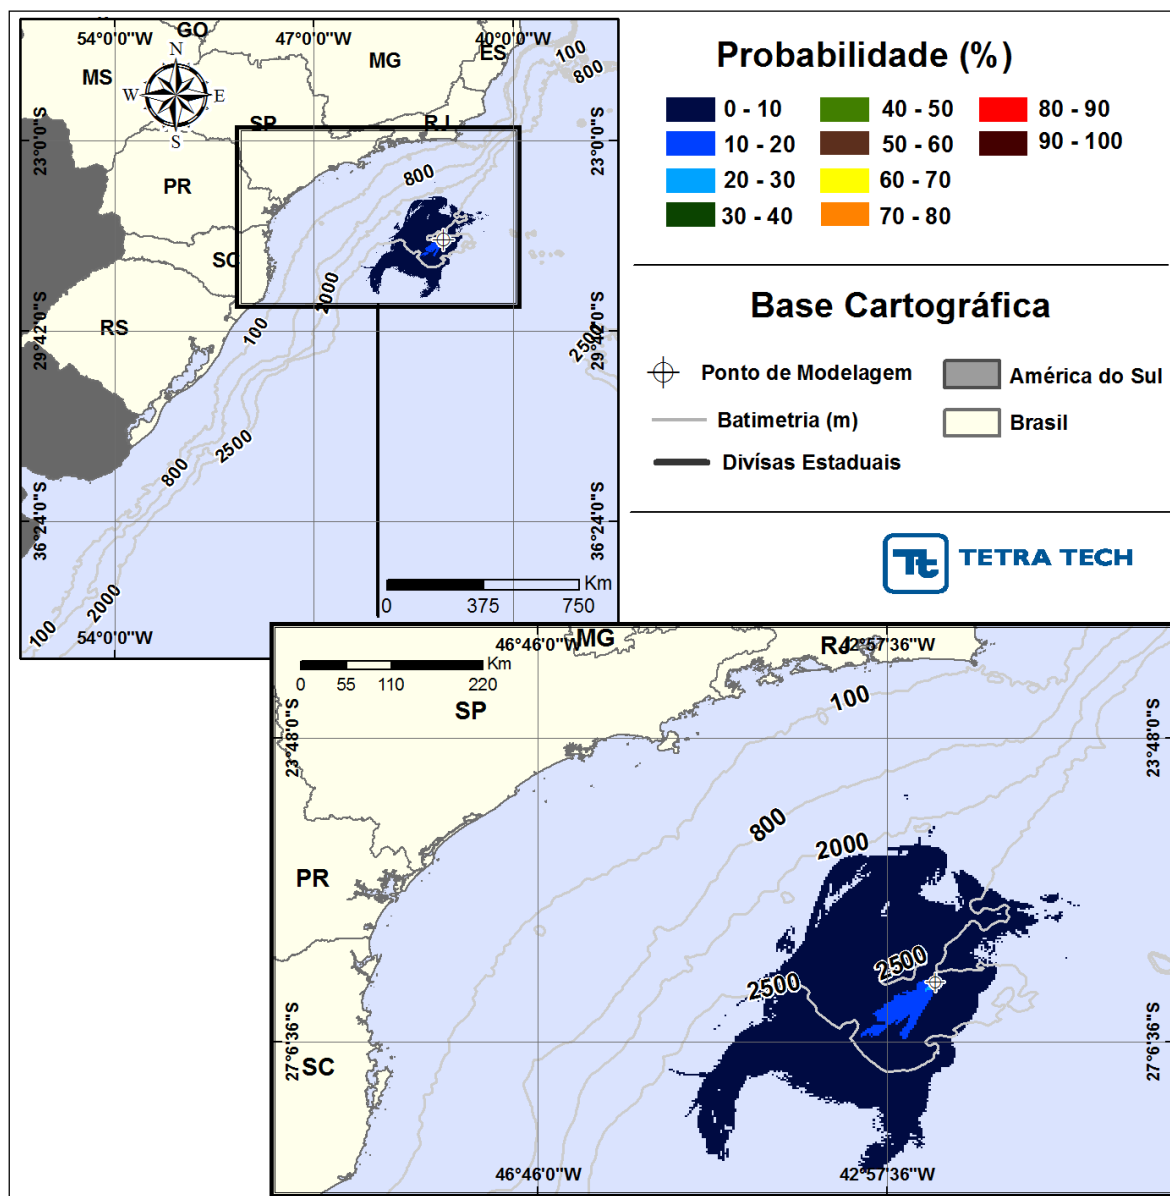 54°0'0"W
47°0'0"W
40°0'0"W
GO
MG
ES
MS
SP
RJ
PR
SC
RS
N
W
E
S
100
800
23°0'0"S
23°0'0"S
800
2000
100
29°42'0"S
29°42'0"S
2500
2500
800
36°24'0"S
36°24'0"S
2000
100
54°0'0"W
Km
0
375
750
Probabilidade (%)
0 - 10
40 - 50
80 - 90
10 - 20
50 - 60
90 - 100
20 - 30
60 - 70
30 - 40
70 - 80
Base Cartográfica
Ponto de Modelagem
América do Sul
Batimetria (m)
Brasil
Divísas Estaduais
Tt TETRA TECH
46°46'0"W
MG
RJ
42°57'36"W
Km
0
55
110
220
SP
100
23°48'0"S
23°48'0"S
800
2000
PR
2500
2500
27°6'36"S
27°6'36"S
SC
46°46'0"W
42°57'36"W